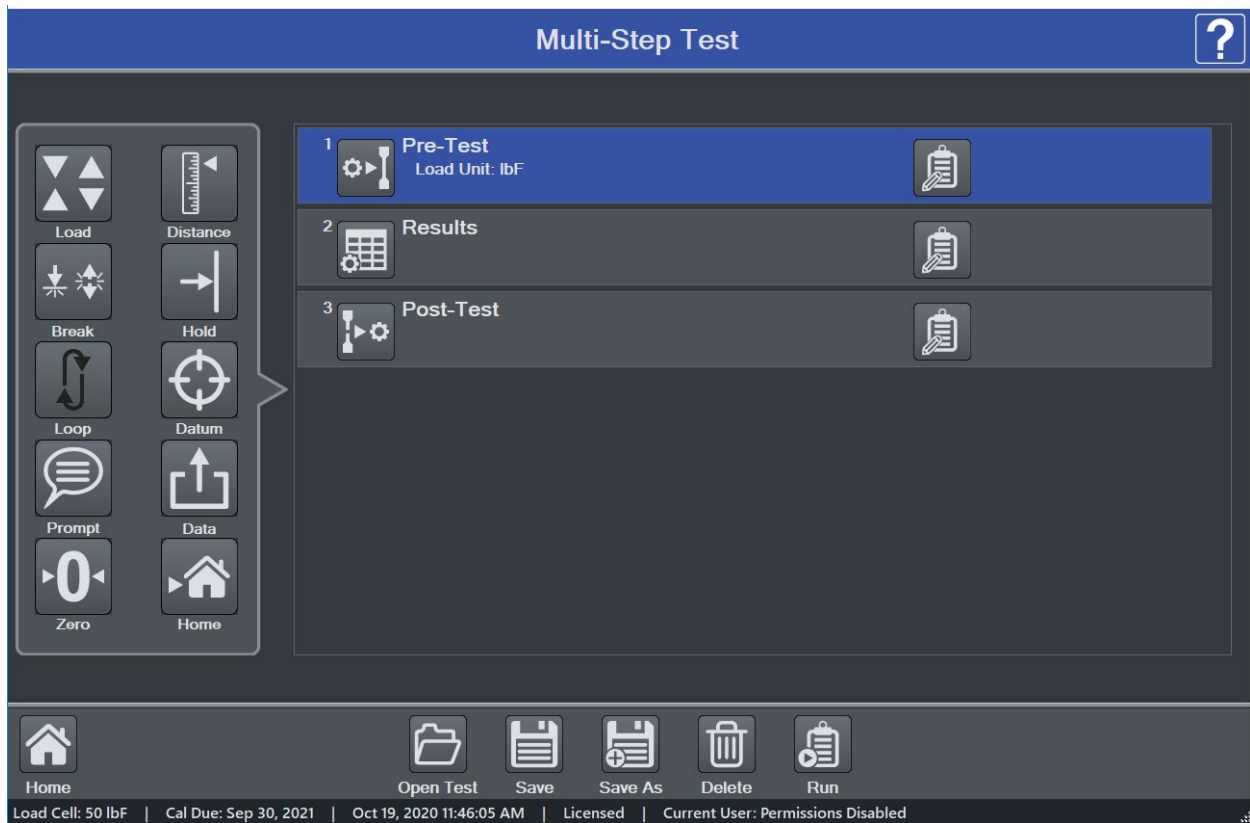 Multi-Step Test
?
Load
Distance
Break
Hold
Loop
Datum
Prompt
Data
0
Zero
Home
1
Pre-Test
Load Unit: lbF
2
Results
3
Post-Test
Home
Open Test
Save
Save As
Delete
Run
Load Cell: 50 lbF | Cal Due: Sep 30, 2021 | Oct 19, 2020 11:46:05 AM | Licensed | Current User: Permissions Disabled